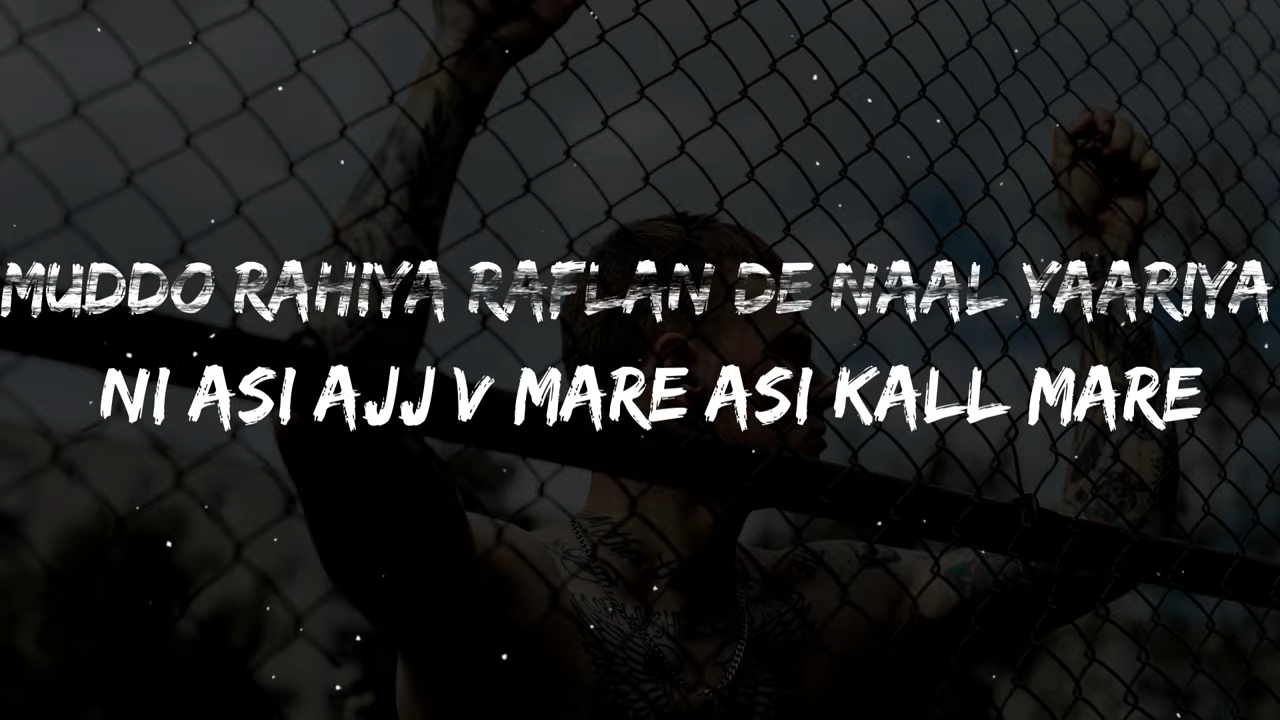 MUDDO RAHIYA RAFLAN DE NAAL YAARIYA
NI ASI AJJ V MARE ASI KALL MARE